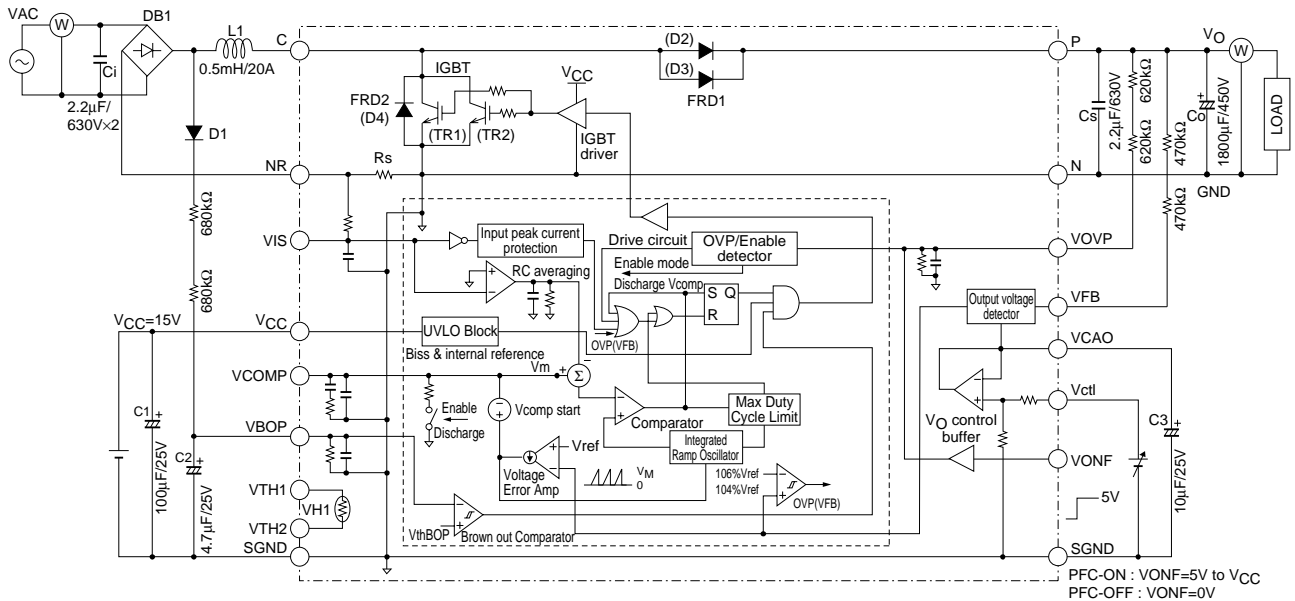 VAC
W
DB1
L1
0.5mH/20A
C
Ci
2.2μF/
630V×2
D1
NR
Rs
FRD2
(D4)
IGBT
(TR1)
(TR2)
VCC
IGBT
driver
(D2)
(D3)
FRD1
P
VO
W
620kΩ
620kΩ
470kΩ
470kΩ
Cs
2.2μF/630V
+
Co
1800μF/450V
LOAD
N
GND
680kΩ
680kΩ
VIS
Input peak current
protection
Drive circuit
OVP/Enable
detector
VOVP
RC averaging
Enable mode
Discharge Vcomp
+
−
S Q
R
OVP(VFB)
Output voltage
detector
VFB
VCC=15V
VCC
UVLO Block
Biss & internal reference
VCAO
VCOMP
Vm
+
−
Σ
Vcomp start
−
+
Enable
Discharge
−
+
Comparator
Max Duty
Cycle Limit
Integrated
Ramp Oscillator
−
+
VO control
buffer
Vctl
C1
+
100μF/25V
VBOP
C2
+
4.7μF/25V
+
Vref
−
Voltage
Error Amp
VM
0
106%Vref
104%Vref
−
+
OVP(VFB)
VONF
C3
+
10μF/25V
5V
VTH1
VH1
VTH2
−
+
VthBOP
Brown out Comparator
SGND
SGND
PFC-ON : VONF=5V to VCC
PFC-OFF : VONF=0V